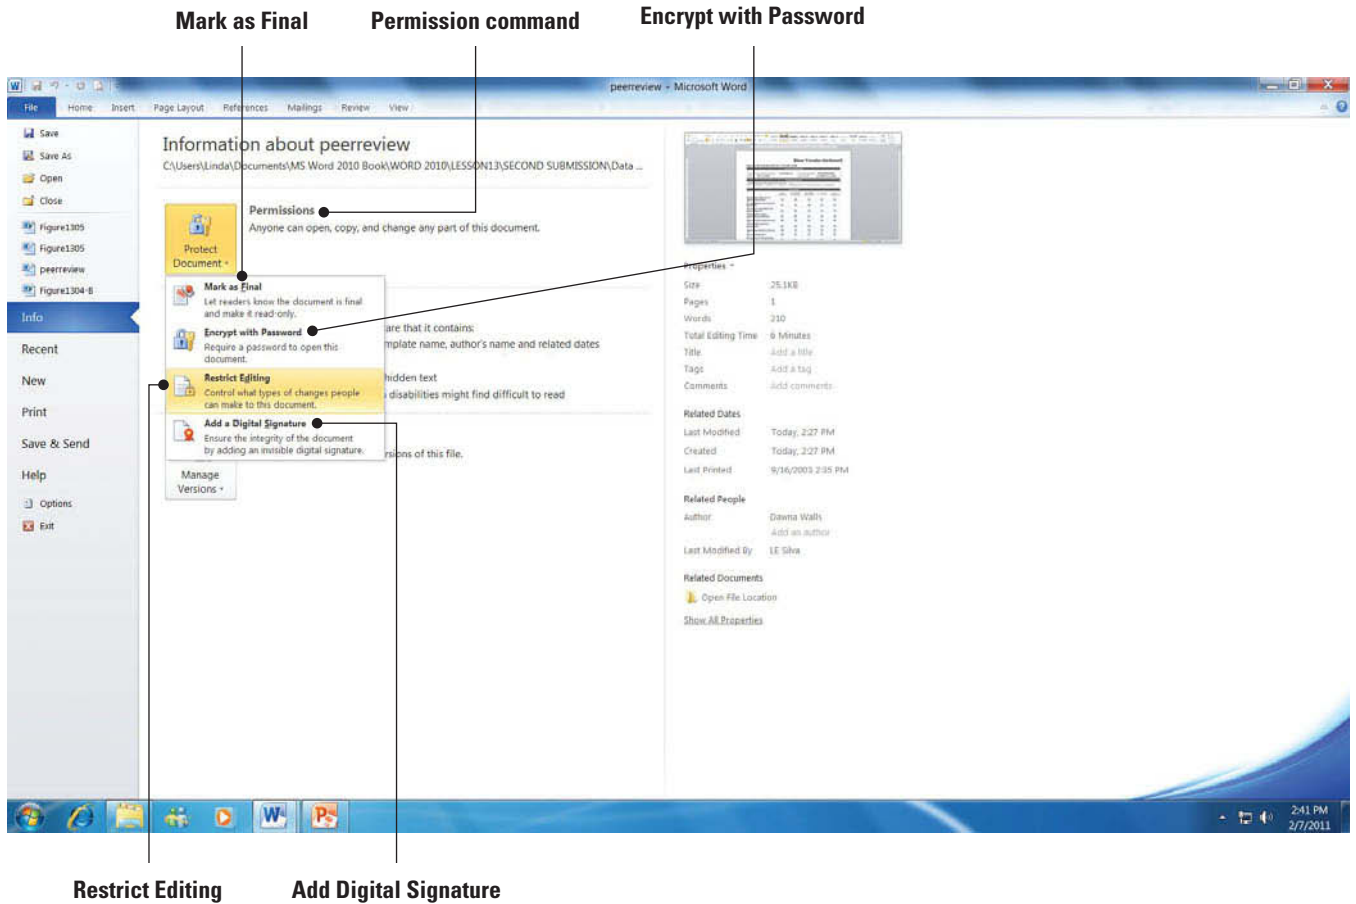 Mark as Final
Permission command
Encrypt with Password
peerreview - Microsoft Word
File Home Insert Page Layout References Mailings Review View
Save
Save As
Open
Close
Figure1305
Figure1305
peerreview
Figure1304-B
Info
Recent
New
Print
Save & Send
Help
Options
Exit
Information about peerreview
C:\Users\Linda\Documents\MS Word 2010 Book\WORD 2010\LESSON13\SECOND SUBMISSION\Data ...
Protect
Document
Permissions
Anyone can open, copy, and change any part of this document.
Mark as Final
Let readers know the document is final
and make it read-only.
Encrypt with Password
Require a password to open this
document.
Restrict Editing
Control what types of changes people
can make to this document.
Add a Digital Signature
Ensure the integrity of the document
by adding an invisible digital signature.
are that it contains:
mplate name, author's name and related dates
hidden text
disabilities might find difficult to read
rsions of this file.
Manage
Versions
Properties
Size 25.1KB
Pages 1
Words 210
Total Editing Time 6 Minutes
Title Add a title
Tags Add a tag
Comments Add comments
Related Dates
Last Modified Today, 2:27 PM
Created Today, 2:27 PM
Last Printed 9/16/2003 2:35 PM
Related People
Author Dawna Walls
Add an author
Last Modified By LE Silva
Related Documents
Open File Location
Show All Properties
2:41 PM
2/7/2011
Restrict Editing
Add Digital Signature